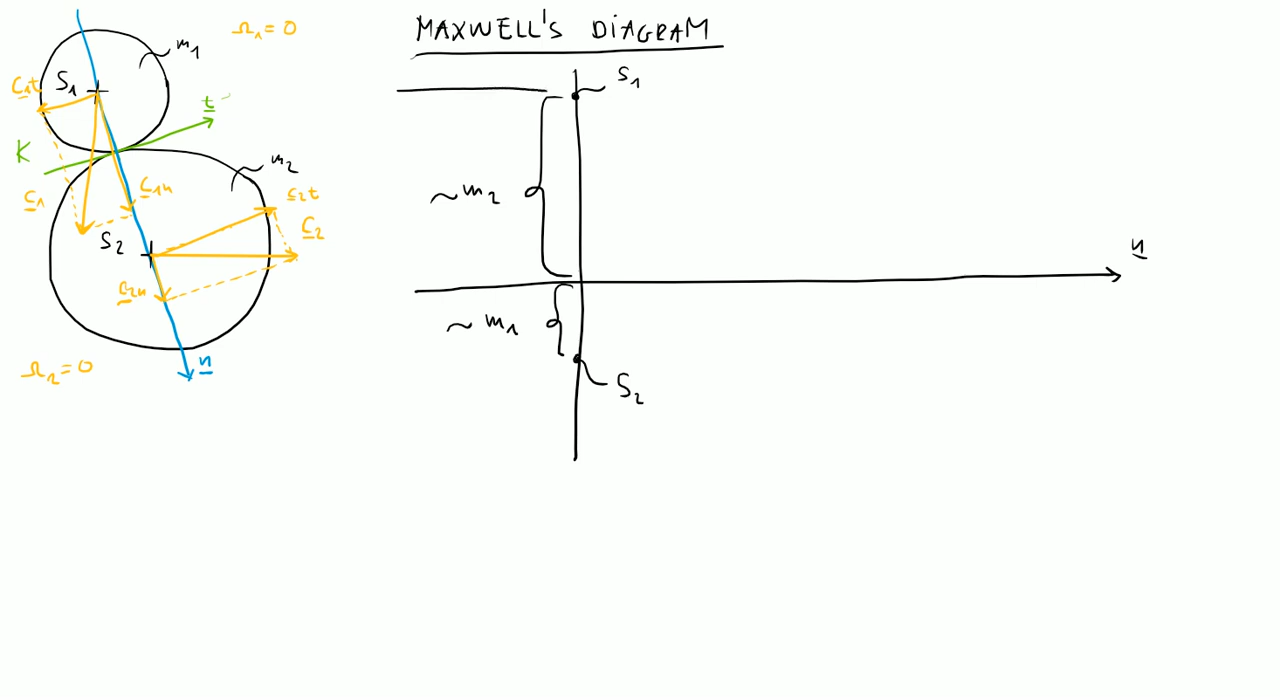 MAXWELL'S DIAGRAM
Ω₁ = 0
m₁
S₁
c₁t
t
K
m₂
c₁
c₁n
c₂t
S₂
c₂
c₂n
n
Ω₂ = 0
S₁
~ m₂
n
~ m₁
S₂